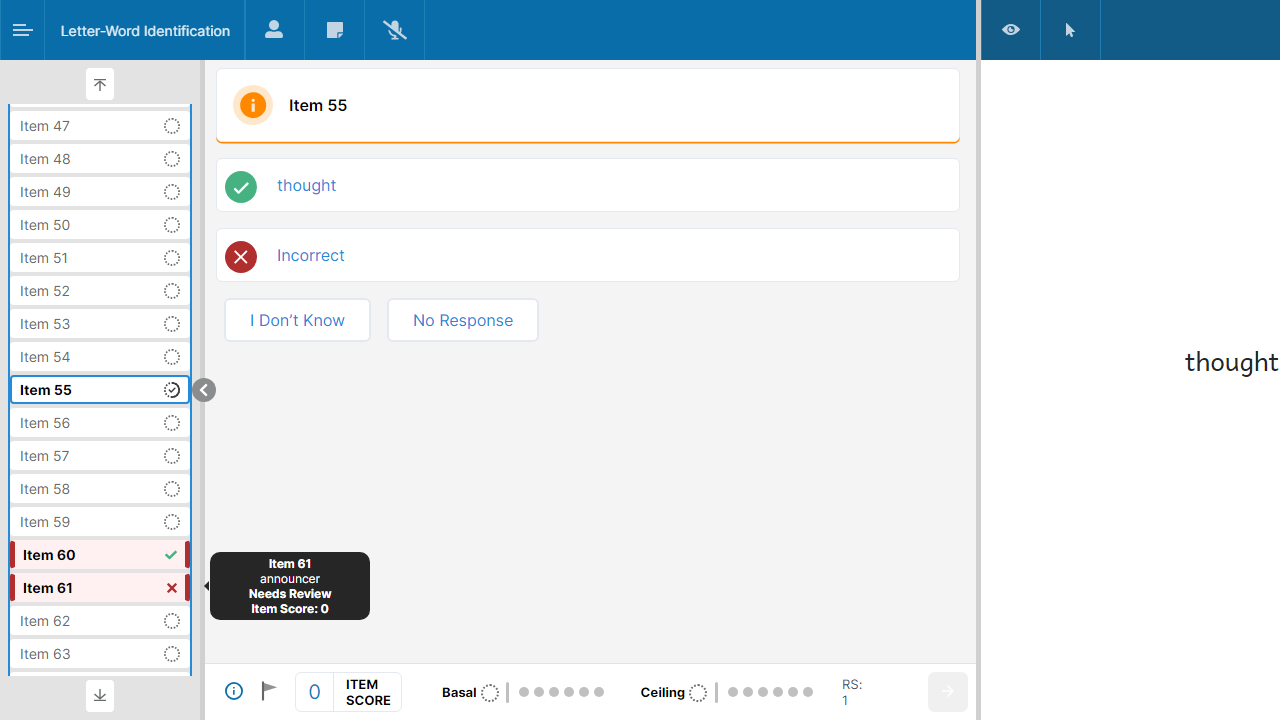 Letter-Word Identification
Item 47
Item 48
Item 49
Item 50
Item 51
Item 52
Item 53
Item 54
Item 55
Item 56
Item 57
Item 58
Item 59
Item 60
Item 61
Item 62
Item 63
Item 55
thought
Incorrect
I Don’t Know
No Response
Item 61
announcer
Needs Review
Item Score: 0
0
ITEM
SCORE
Basal
Ceiling
RS:
1
thought